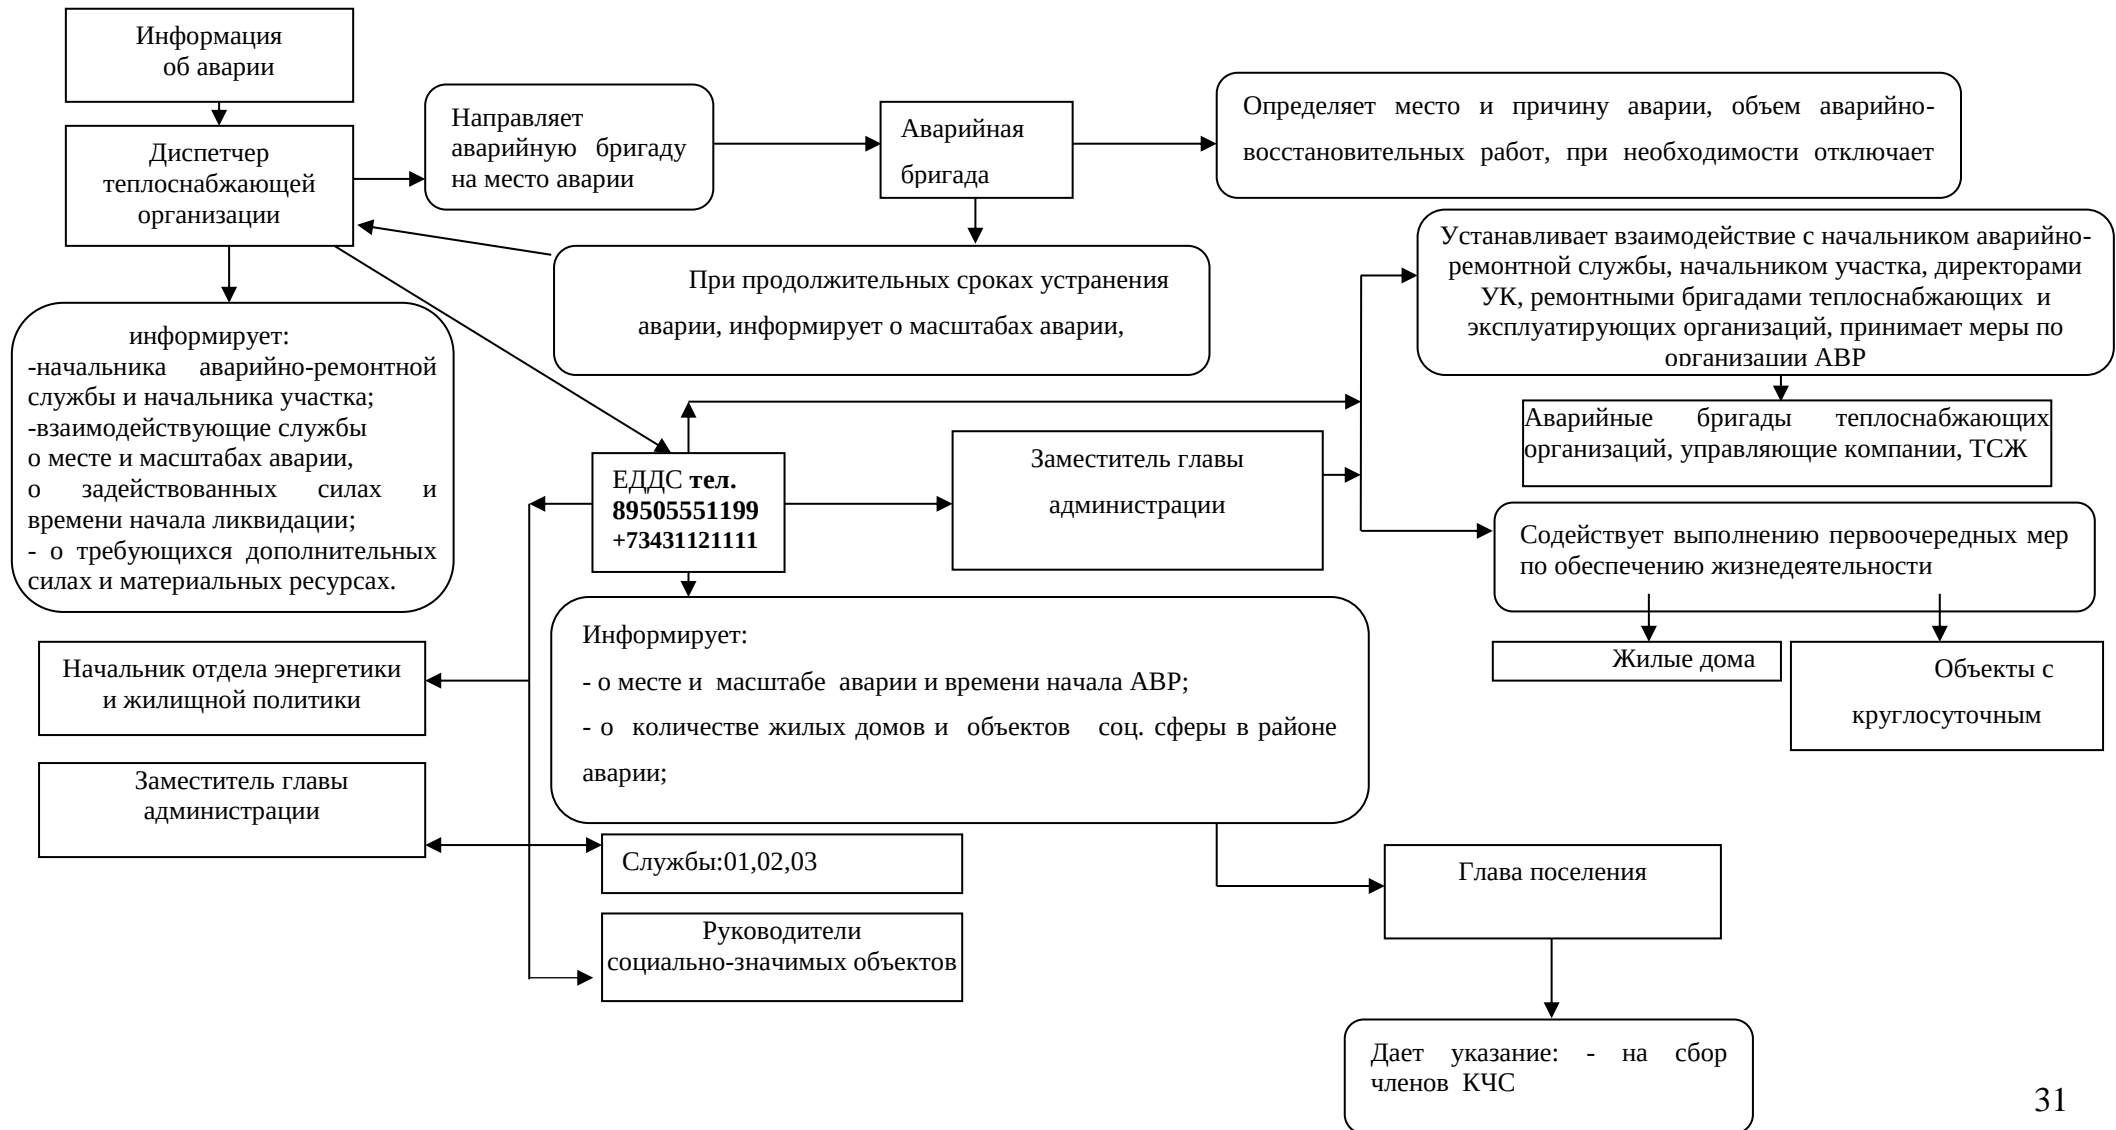 Информация
об аварии
Диспетчер
теплоснабжающей
организации
Направляет
аварийную бригаду
на место аварии
Аварийная
бригада
Определяет место и причину аварии, объем аварийно-
восстановительных работ, при необходимости отключает
При продолжительных сроках устранения
аварии, информирует о масштабах аварии,
Устанавливает взаимодействие с начальником аварийно-
ремонтной службы, начальником участка, директорами
УК, ремонтными бригадами теплоснабжающих и
эксплуатирующих организаций, принимает меры по
организации АВР
информирует:
-начальника аварийно-ремонтной
службы и начальника участка;
-взаимодействующие службы
о месте и масштабах аварии,
о задействованных силах и
времени начала ликвидации;
- о требующихся дополнительных
силах и материальных ресурсах.
Аварийные бригады теплоснабжающих
организаций, управляющие компании, ТСЖ
ЕДДС тел.
89505551199
+73431121111
Заместитель главы
администрации
Содействует выполнению первоочередных мер
по обеспечению жизнедеятельности
Жилые дома
Объекты с
круглосуточным
Информирует:
- о месте и масштабе аварии и времени начала АВР;
- о количестве жилых домов и объектов соц. сферы в районе
аварии;
Начальник отдела энергетики
и жилищной политики
Заместитель главы
администрации
Службы:01,02,03
Руководители
социально-значимых объектов
Глава поселения
Дает указание: - на сбор
членов КЧС
31